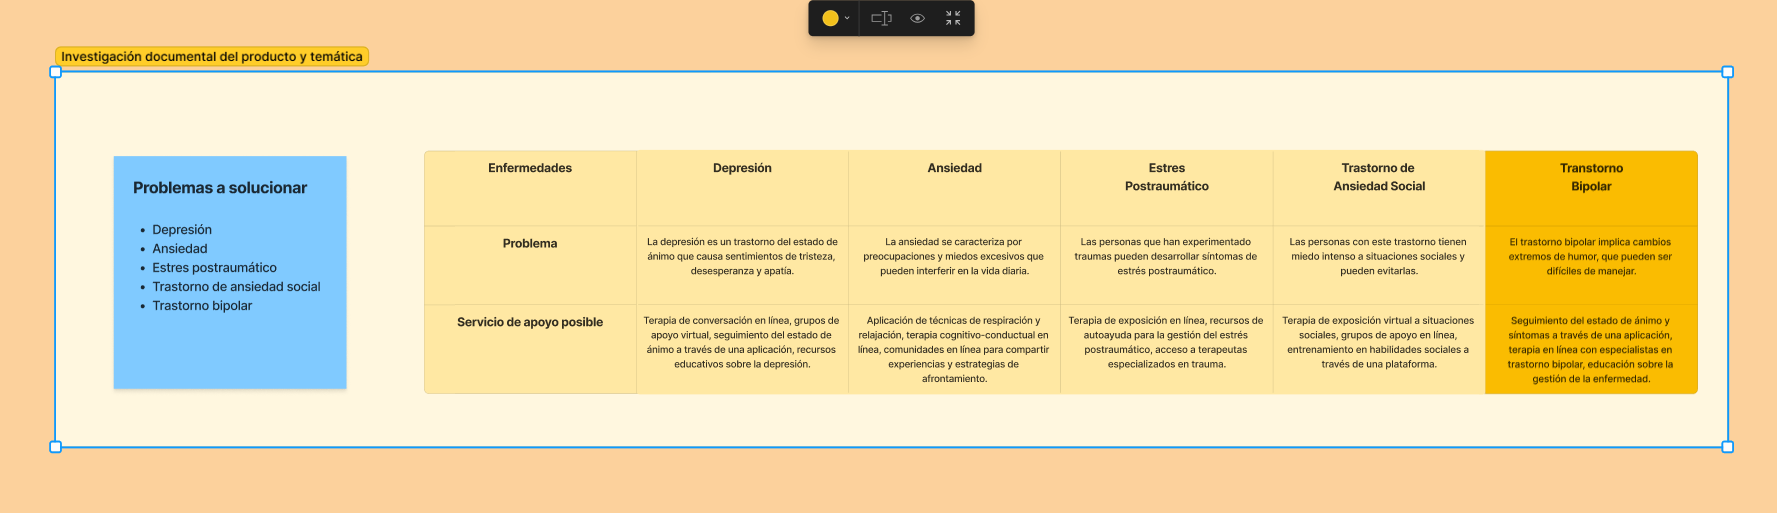 Investigación documental del producto y temática
Problemas a solucionar
Depresión
Ansiedad
Estres postraumático
Trastorno de ansiedad social
Trastorno bipolar
Enfermedades
Depresión
Ansiedad
Estres
Postraumático
Trastorno de
Ansiedad Social
Transtorno
Bipolar
Problema
La depresión es un trastorno del estado de
ánimo que causa sentimientos de tristeza,
desesperanza y apatía.
La ansiedad se caracteriza por
preocupaciones y miedos excesivos que
pueden interferir en la vida diaria.
Las personas que han experimentado
traumas pueden desarrollar síntomas de
estrés postraumático.
Las personas con este trastorno tienen
miedo intenso a situaciones sociales y
pueden evitarlas.
El trastorno bipolar implica cambios
extremos de humor, que pueden ser
difíciles de manejar.
Servicio de apoyo posible
Terapia de conversación en línea, grupos de
apoyo virtual, seguimiento del estado de
ánimo a través de una aplicación, recursos
educativos sobre la depresión.
Aplicación de técnicas de respiración y
relajación, terapia cognitivo-conductual en
línea, comunidades en línea para compartir
experiencias y estrategias de
afrontamiento.
Terapia de exposición en línea, recursos de
autoayuda para la gestión del estrés
postraumático, acceso a terapeutas
especializados en trauma.
Terapia de exposición virtual a situaciones
sociales, grupos de apoyo en línea,
entrenamiento en habilidades sociales a
través de una plataforma.
Seguimiento del estado de ánimo y
síntomas a través de una aplicación,
terapia en línea con especialistas en
trastorno bipolar, educación sobre la
gestión de la enfermedad.